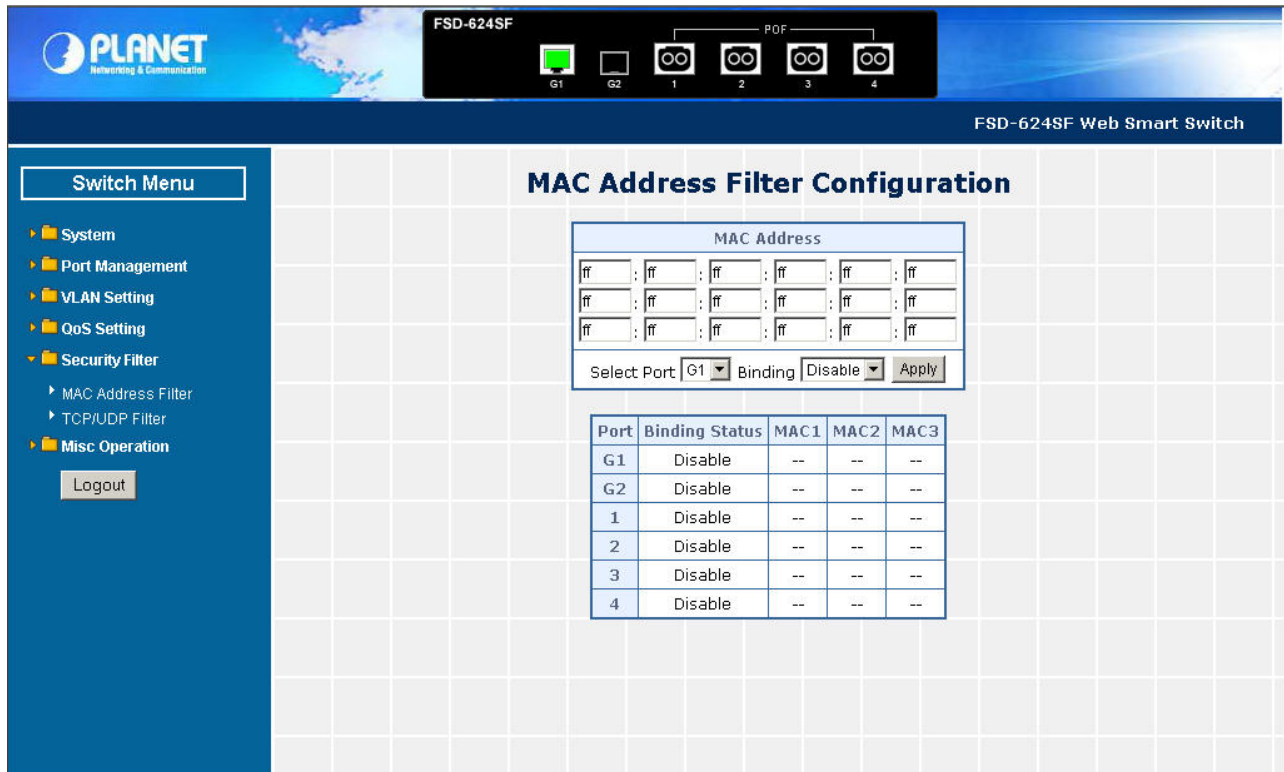 PLANET
Networking & Communication
FSD-624SF
POF
G1 G2 1 2 3 4
FSD-624SF Web Smart Switch
Switch Menu
System
Port Management
VLAN Setting
QoS Setting
Security Filter
MAC Address Filter
TCP/UDP Filter
Misc Operation
Logout
MAC Address Filter Configuration
MAC Address
ff : ff : ff : ff : ff : ff
ff : ff : ff : ff : ff : ff
ff : ff : ff : ff : ff : ff
Select Port G1 Binding Disable Apply
Port Binding Status MAC1 MAC2 MAC3
G1 Disable -- -- --
G2 Disable -- -- --
1 Disable -- -- --
2 Disable -- -- --
3 Disable -- -- --
4 Disable -- -- --